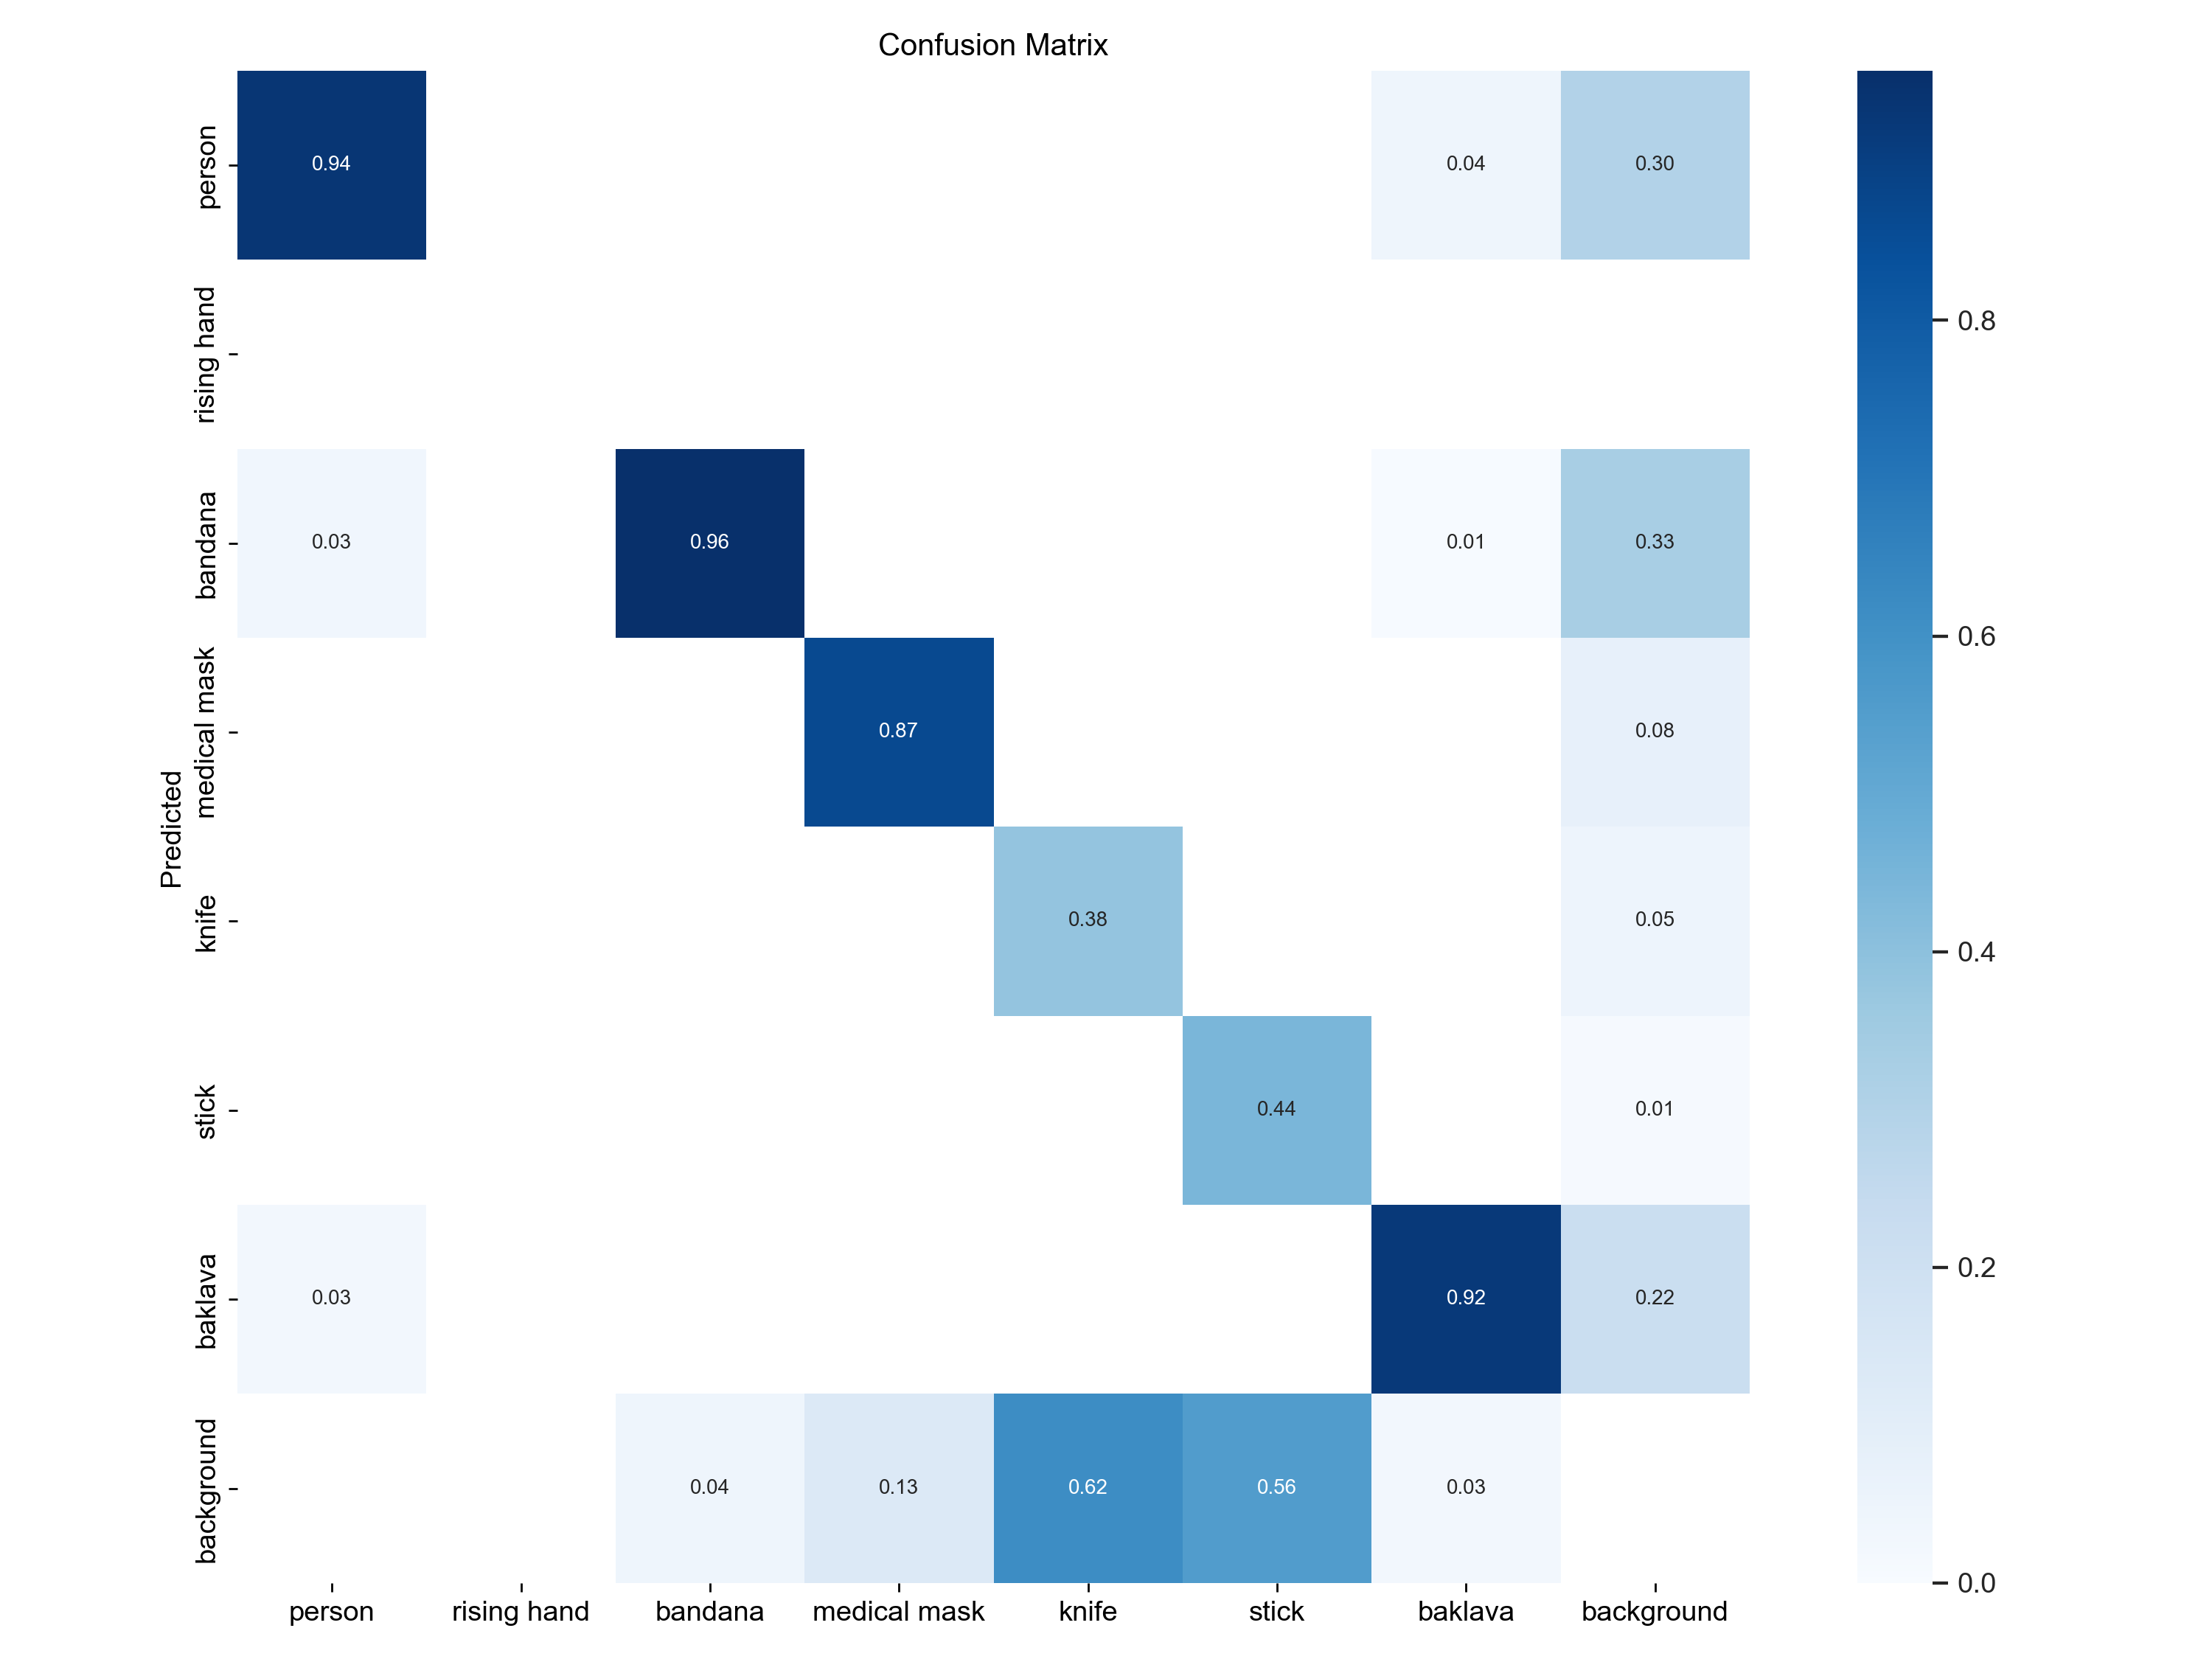 Confusion Matrix
person
0.94
0.04
0.30
0.8
rising hand
bandana
0.03
0.96
0.01
0.33
0.6
medical mask
0.87
0.08
Predicted
knife
0.38
0.05
0.4
stick
0.44
0.01
baklava
0.03
0.92
0.22
0.2
background
0.04
0.13
0.62
0.56
0.03
0.0
person
rising hand
bandana
medical mask
knife
stick
baklava
background